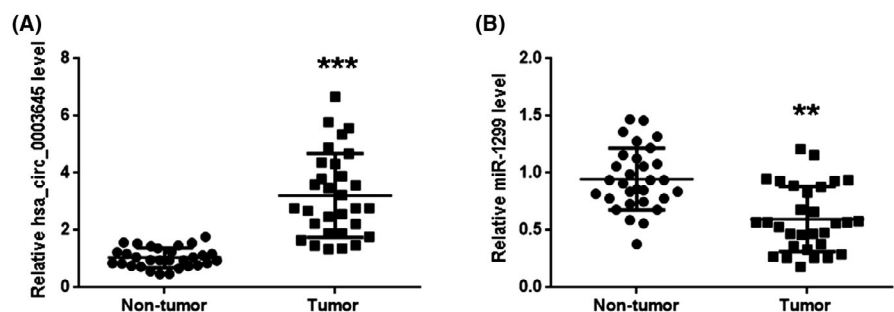 (A)
Relative hsa_circ_0003645 level
8
6
4
2
0
***
Non-tumor
Tumor
(B)
Relative miR-1299 level
2.0
1.5
1.0
0.5
0.0
**
Non-tumor
Tumor